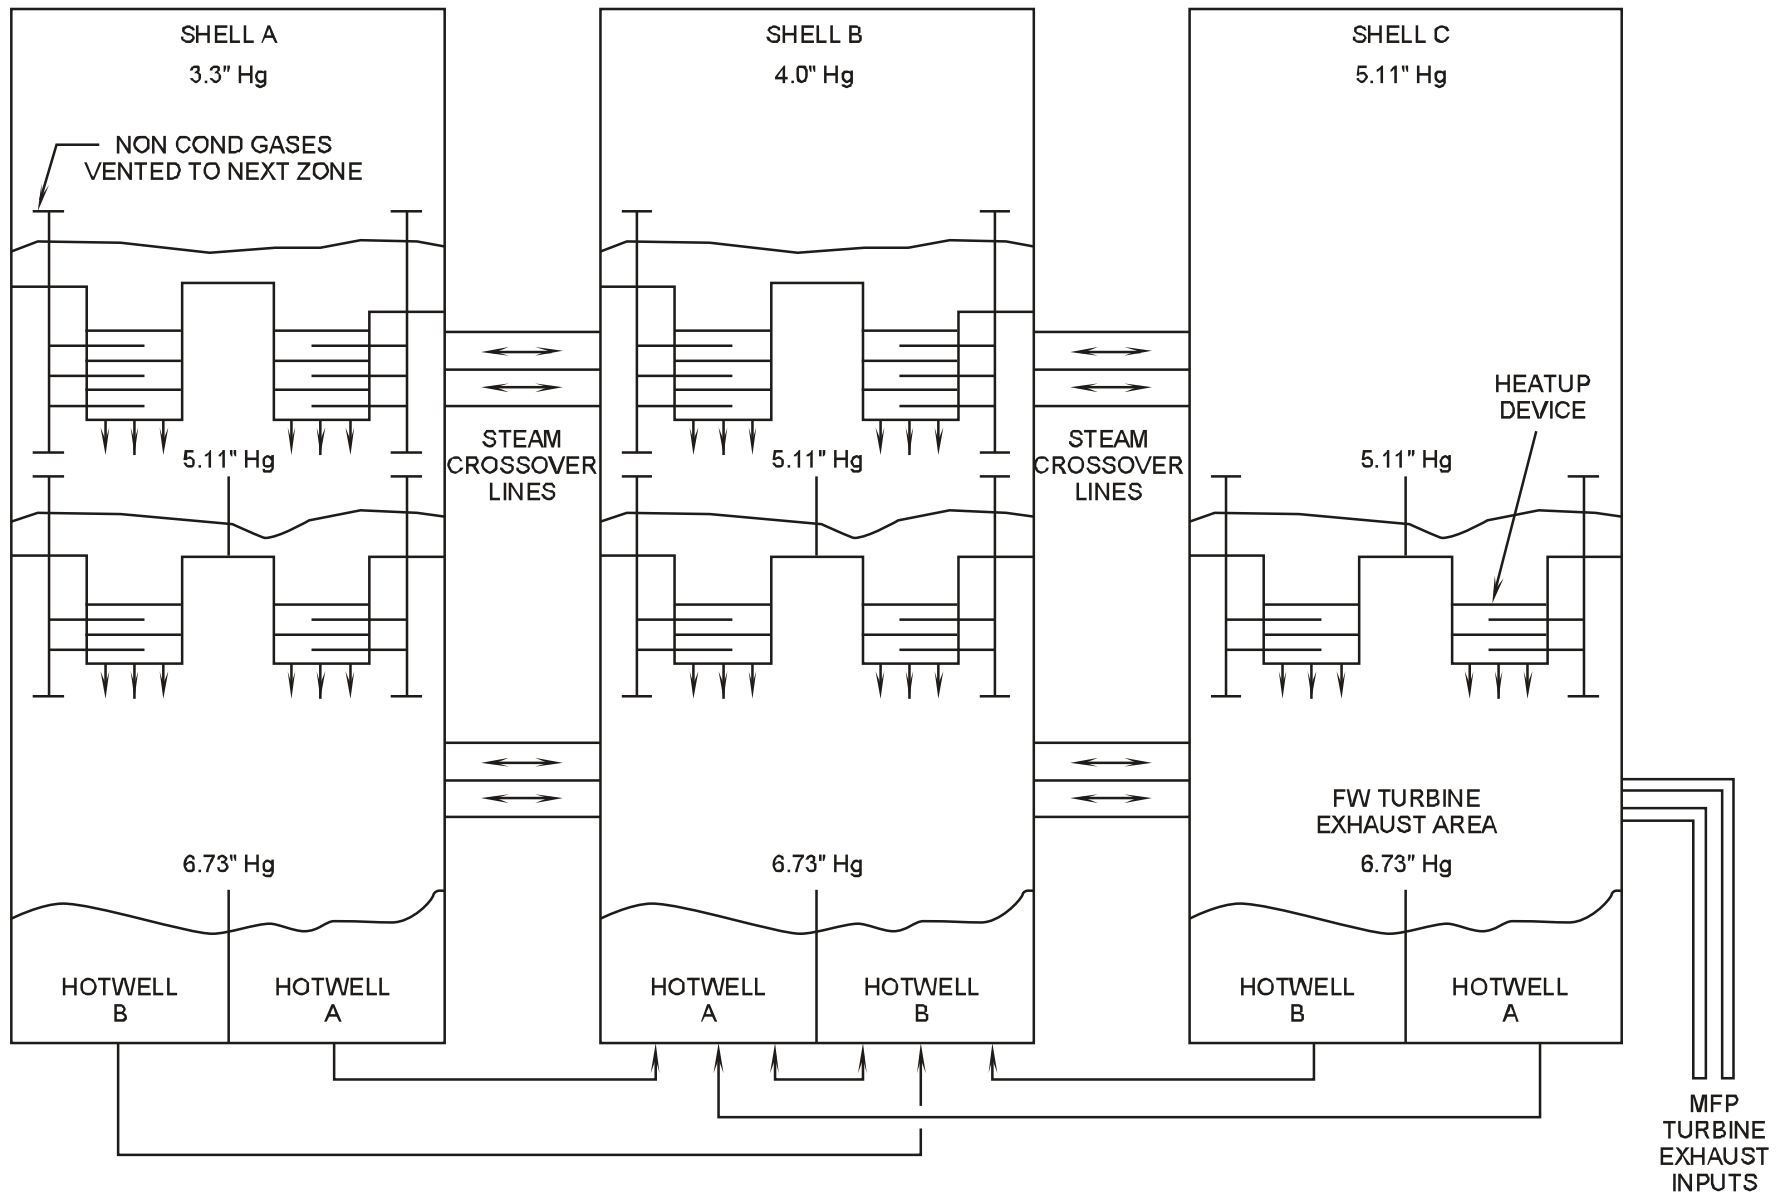 SHELL A
3.3" Hg
NON COND GASES
VENTED TO NEXT ZONE
5.11" Hg
6.73" Hg
HOTWELL
B
HOTWELL
A
STEAM
CROSSOVER
LINES
SHELL B
4.0" Hg
5.11" Hg
6.73" Hg
HOTWELL
A
HOTWELL
B
STEAM
CROSSOVER
LINES
SHELL C
5.11" Hg
HEATUP
DEVICE
5.11" Hg
FW TURBINE
EXHAUST AREA
6.73" Hg
HOTWELL
B
HOTWELL
A
MFP
TURBINE
EXHAUST
INPUTS